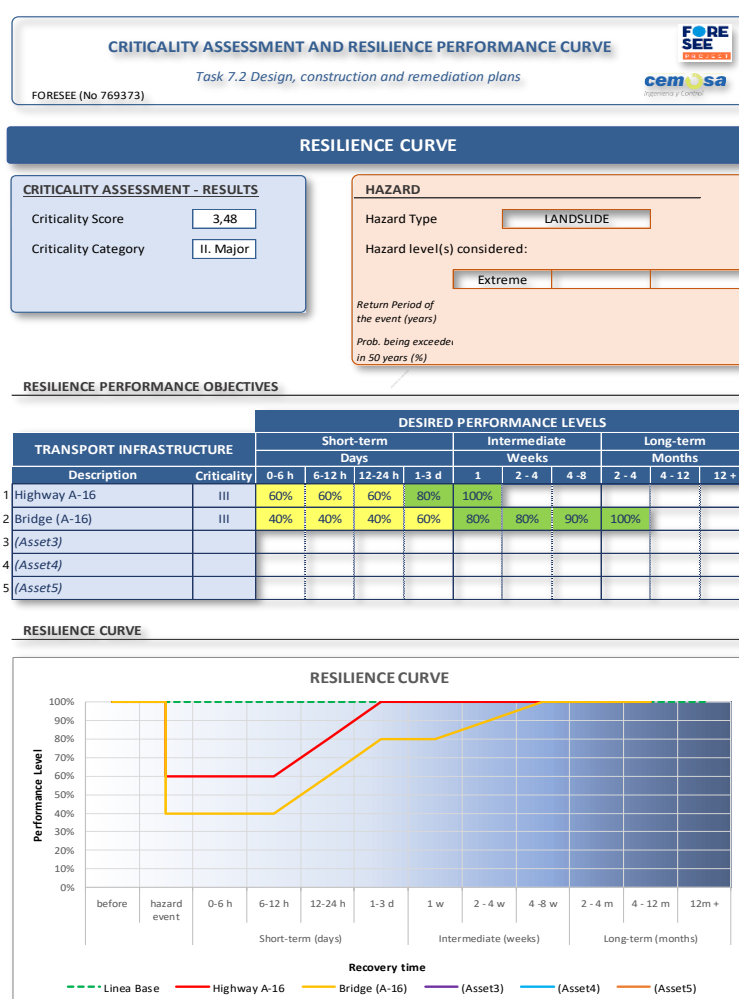 CRITICALITY ASSESSMENT AND RESILIENCE PERFORMANCE CURVE
FORESEE
PROJECT
Task 7.2 Design, construction and remediation plans
cemosa
Ingeniería y Control
FORESEE (No 769373)
RESILIENCE CURVE
CRITICALITY ASSESSMENT - RESULTS
Criticality Score 3,48
Criticality Category II. Major
HAZARD
Hazard Type LANDSLIDE
Hazard level(s) considered:
Extreme
Return Period of
the event (years)
Prob. being exceede
in 50 years (%)
RESILIENCE PERFORMANCE OBJECTIVES
DESIRED PERFORMANCE LEVELS
TRANSPORT INFRASTRUCTURE Short-term Intermediate Long-term
Days Weeks Months
Description Criticality 0-6 h 6-12 h 12-24 h 1-3 d 1 2 - 4 4 -8 2 - 4 4 - 12 12 +
1 Highway A-16 III 60% 60% 60% 80% 100%
2 Bridge (A-16) III 40% 40% 40% 60% 80% 80% 90% 100%
3 (Asset3)
4 (Asset4)
5 (Asset5)
RESILIENCE CURVE
RESILIENCE CURVE
100%
90%
80%
70%
60%
50%
40%
30%
20%
10%
0%
Performance Level
before hazard event 0-6 h 6-12 h 12-24 h 1-3 d 1 w 2 - 4 w 4 -8 w 2 - 4 m 4 - 12 m 12m +
Short-term (days) Intermediate (weeks) Long-term (months)
Recovery time
Linea Base Highway A-16 Bridge (A-16) (Asset3) (Asset4) (Asset5)